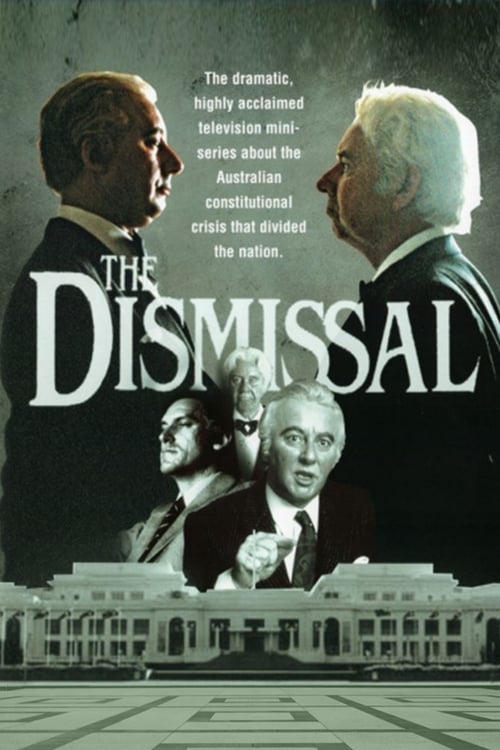 The dramatic,
highly acclaimed
television mini-
series about the
Australian
constitutional
crisis that divided
the nation.
THE
DISMISSAL